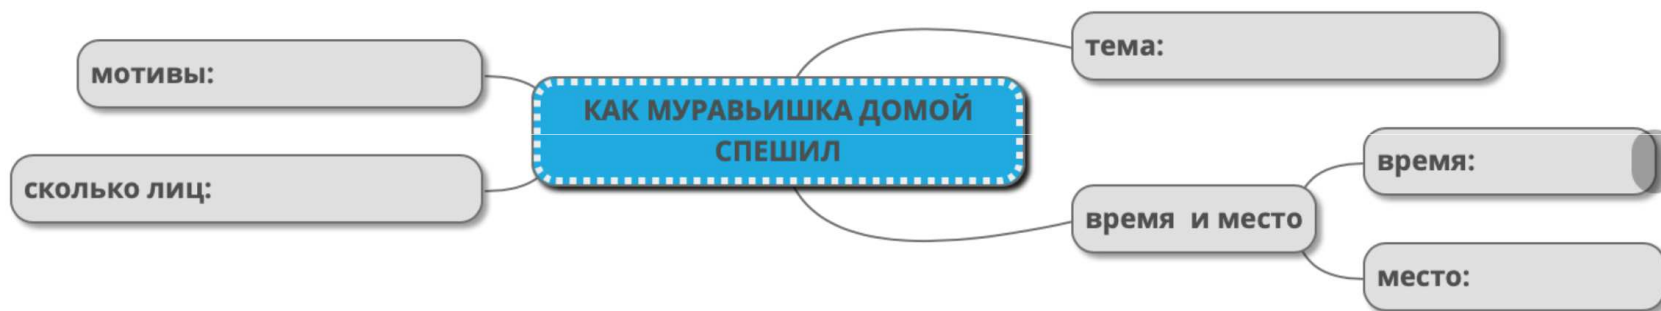 мотивы:
сколько лиц:
КАК МУРАВЬИШКА ДОМОЙ
СПЕШИЛ
тема:
время и место
время:
место: